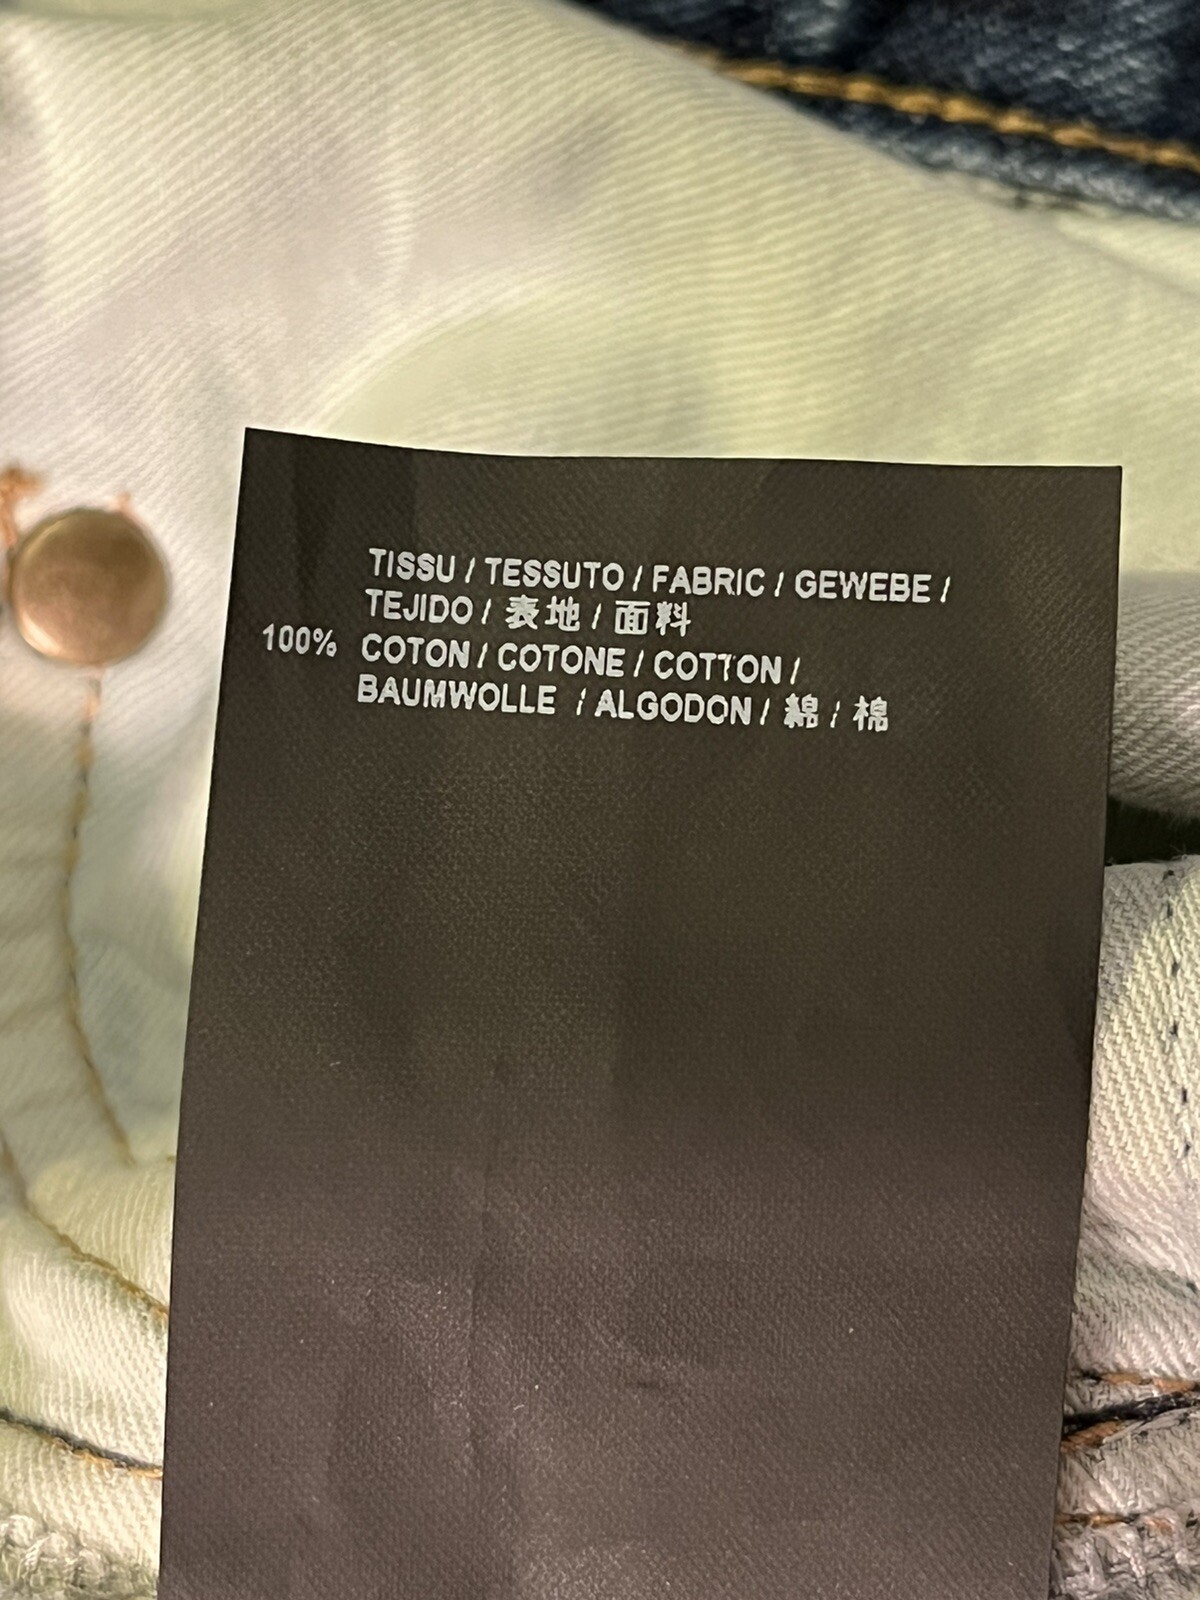 TISSU / TESSUTO / FABRIC / GEWEBE /
TEJIDO / 表地 / 面料
100% COTON / COTONE / COTTON /
BAUMWOLLE / ALGODON / 綿 / 棉